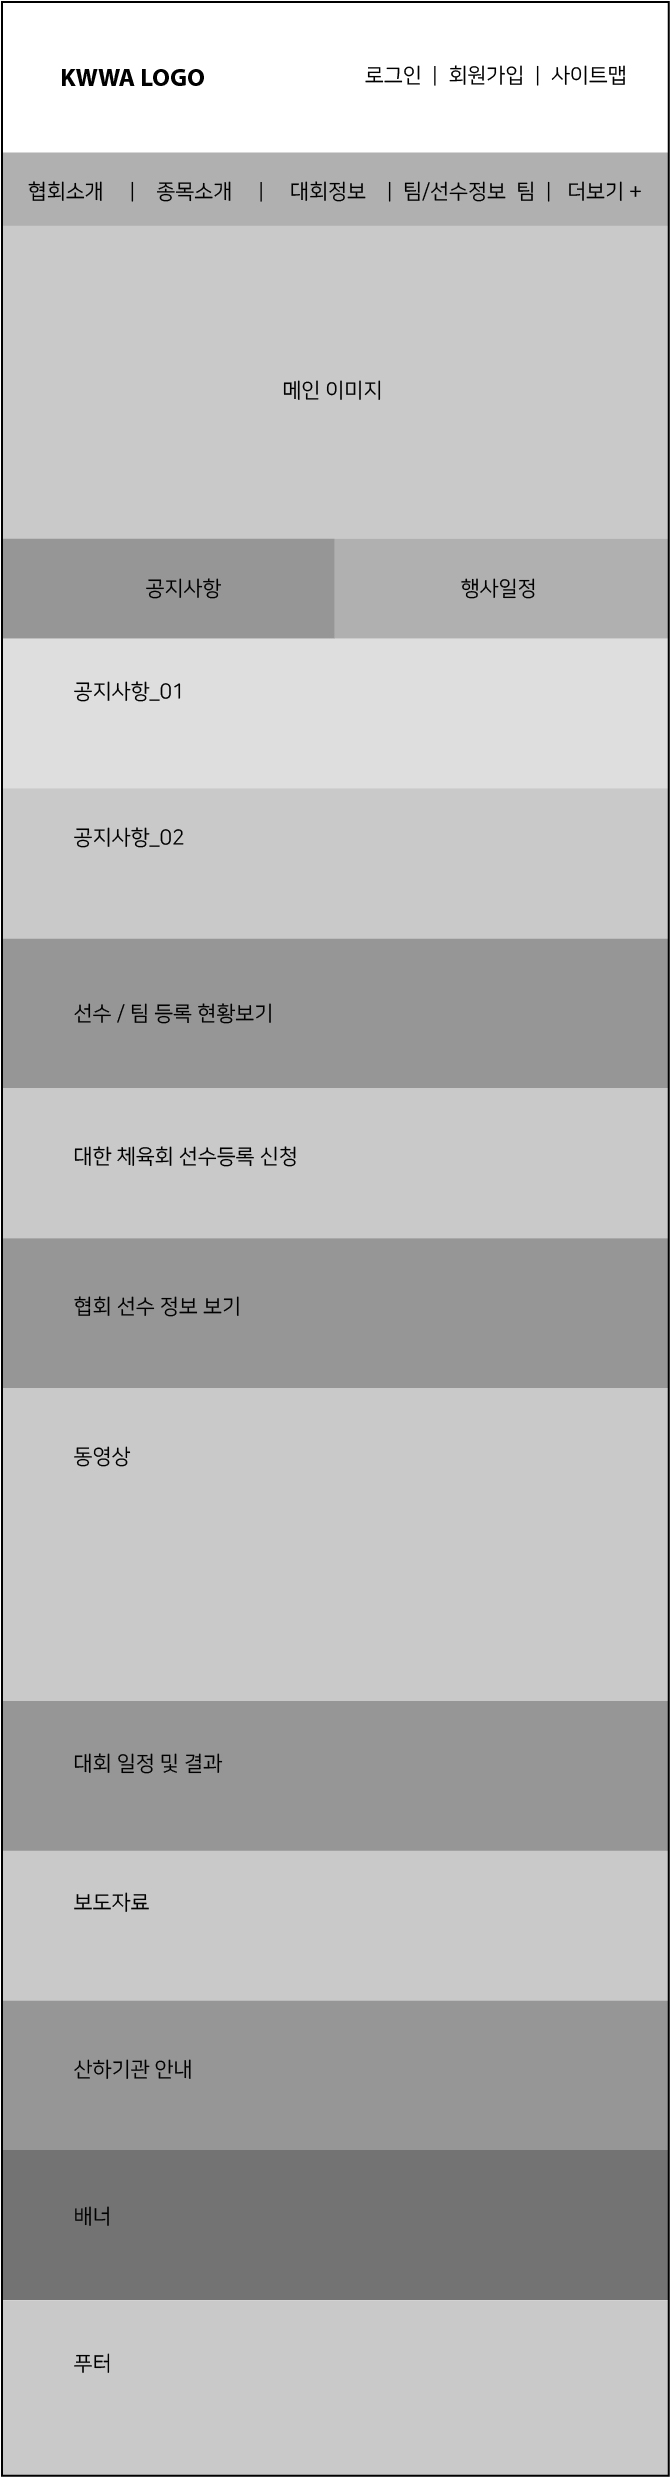 KWWA LOGO
로그인 | 회원가입 | 사이트맵
협회소개 | 종목소개 | 대회정보 | 팀/선수정보 팀 | 더보기 +
메인 이미지
공지사항 행사일정
공지사항_01
공지사항_02
선수 / 팀 등록 현황보기
대한 체육회 선수등록 신청
협회 선수 정보 보기
동영상
대회 일정 및 결과
보도자료
산하기관 안내
배너
푸터